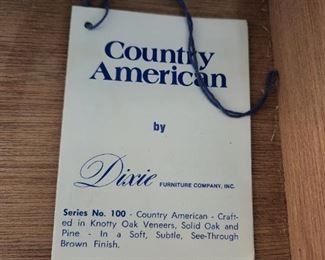 Country
American
by
Dixie FURNITURE COMPANY, INC.
Series No. 100 - Country American - Craft-
ed in Knotty Oak Veneers, Solid Oak and
Pine - In a Soft, Subtle, See-Through
Brown Finish.